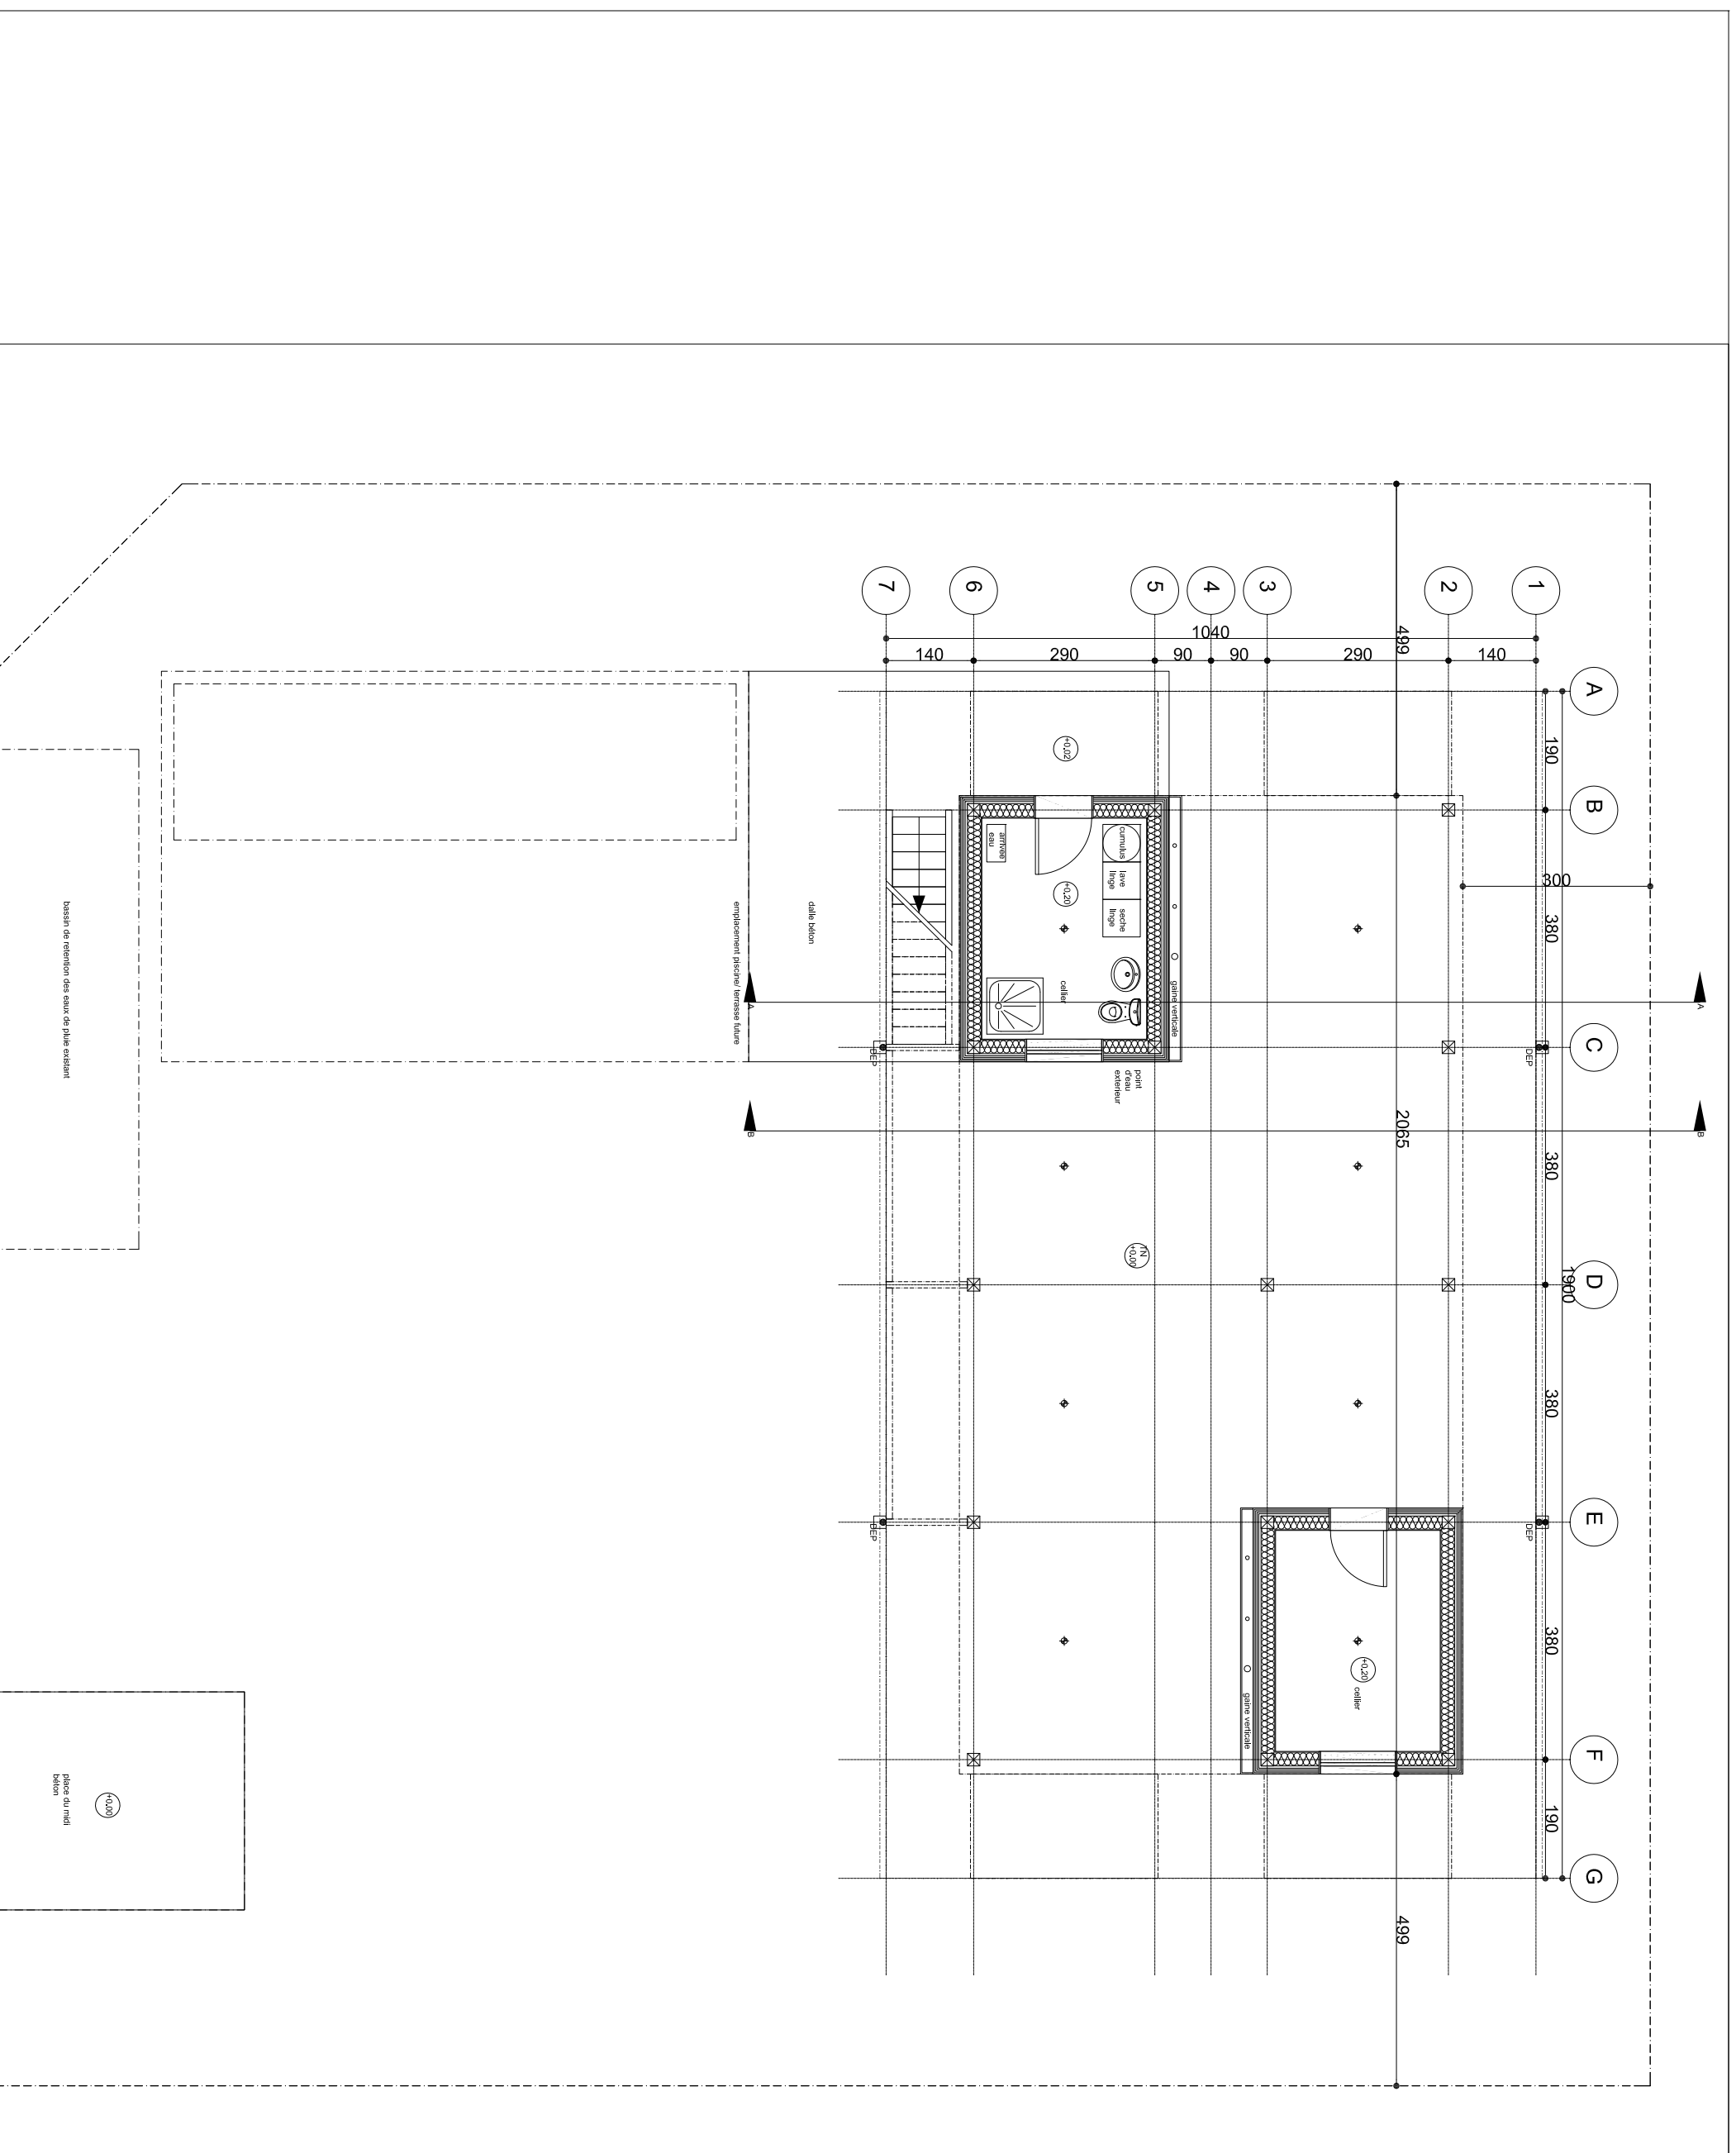 7
6
5
4
3
2
1
1040
499
140
290
90
90
290
140
A
190
+0,02
B
cumulus
arrivée
eau
lave
linge
300
+0,20
seche
linge
380
bassin de retention des eaux de pluie existant
emplacement piscine/ terrasse future
dalle béton
cellier
gaine verticale
A
A
DEP
DEP
C
point
d'eau
exterieur
B
2065
B
380
TN
+0.00
D
1900
380
DEP
DEP
E
380
+0,20
cellier
gaine verticale
F
place du midi
béton
+0.00
190
G
499